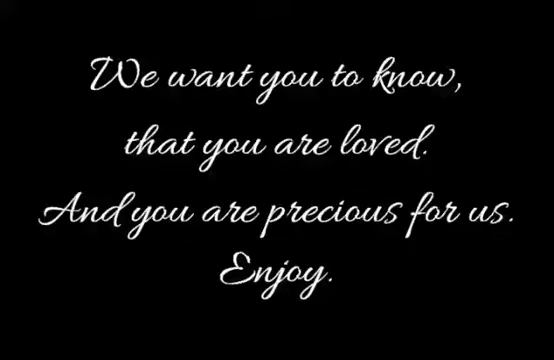 We want you to know,
that you are loved.
And you are precious for us.
Enjoy.